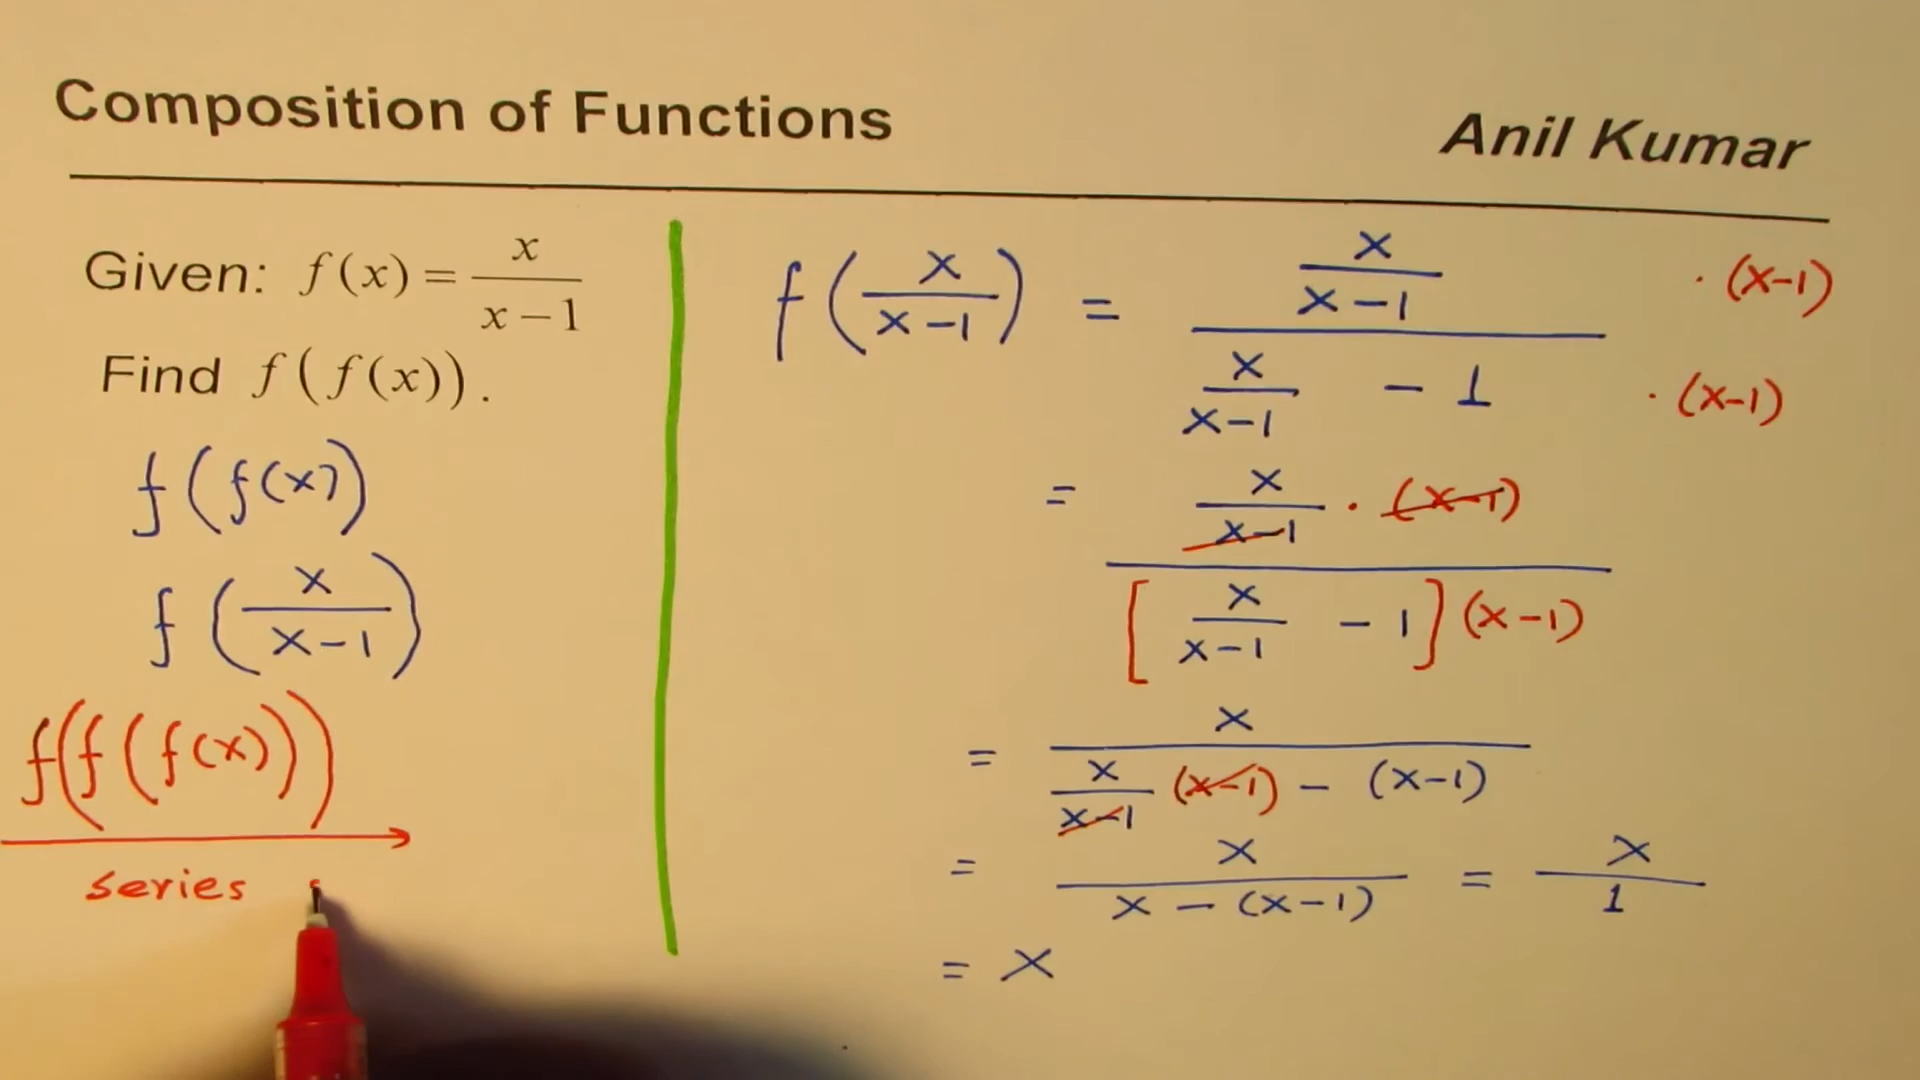 Composition of Functions
Anil Kumar
Given: f(x) = x/(x−1)
Find f(f(x)).
f(f(x))
f(x/(x−1))
f(f(f(x)))
series
f(x/(x−1)) = (x/(x−1))/(x/(x−1) − 1) · (x−1) · (x−1)
= (x/(x−1) · (x−1))/([x/(x−1) − 1](x−1))
= x/(x/(x−1) (x−1) − (x−1))
= x/(x − (x−1)) = x/1
= x